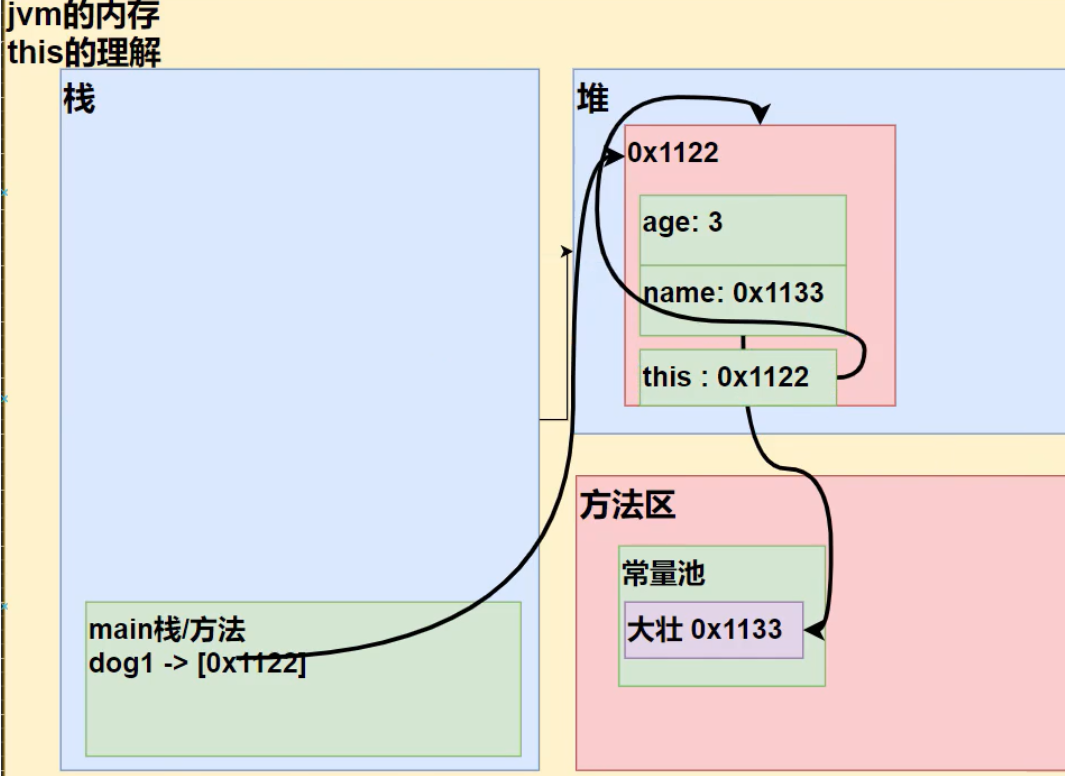 jvm的内存
this的理解
栈
堆
0x1122
age: 3
name: 0x1133
this : 0x1122
方法区
常量池
大壮 0x1133
main栈/方法
dog1 -> [0x1122]